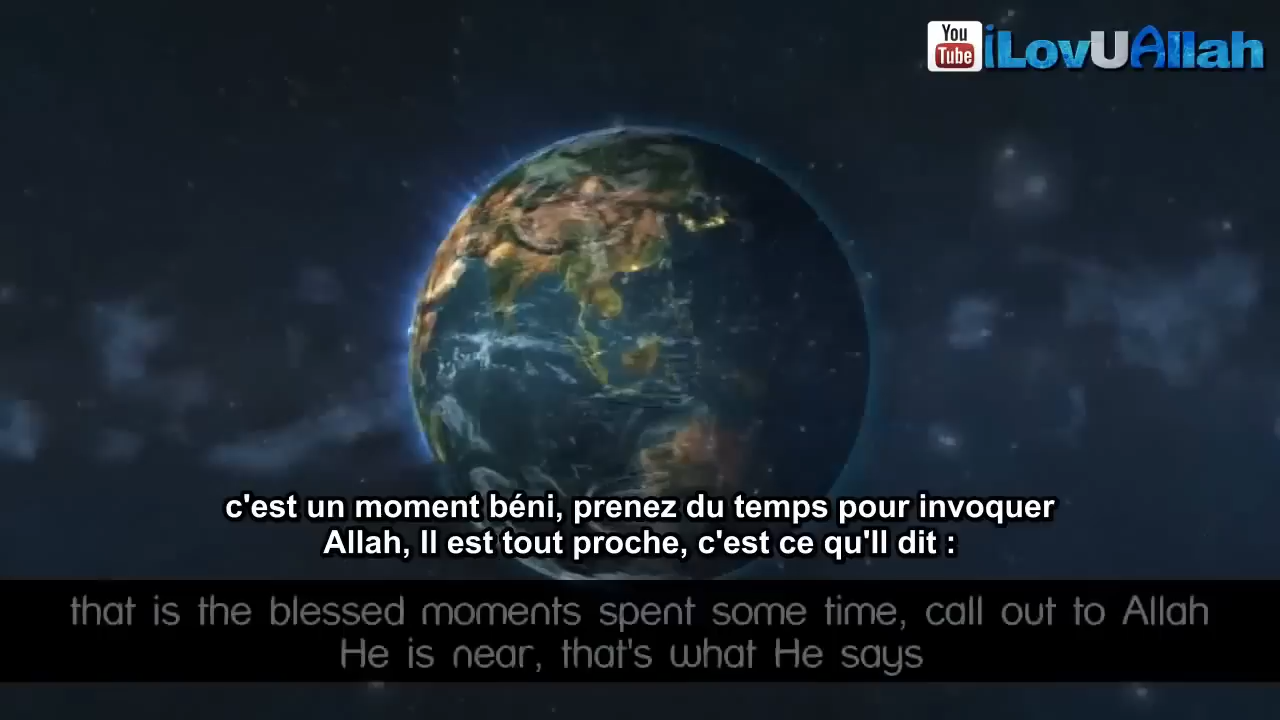 You
Tube
iLovUAllah
c'est un moment béni, prenez du temps pour invoquer
Allah, Il est tout proche, c'est ce qu'Il dit :
that is the blessed moments spent some time, call out to Allah
He is near, that's what He says